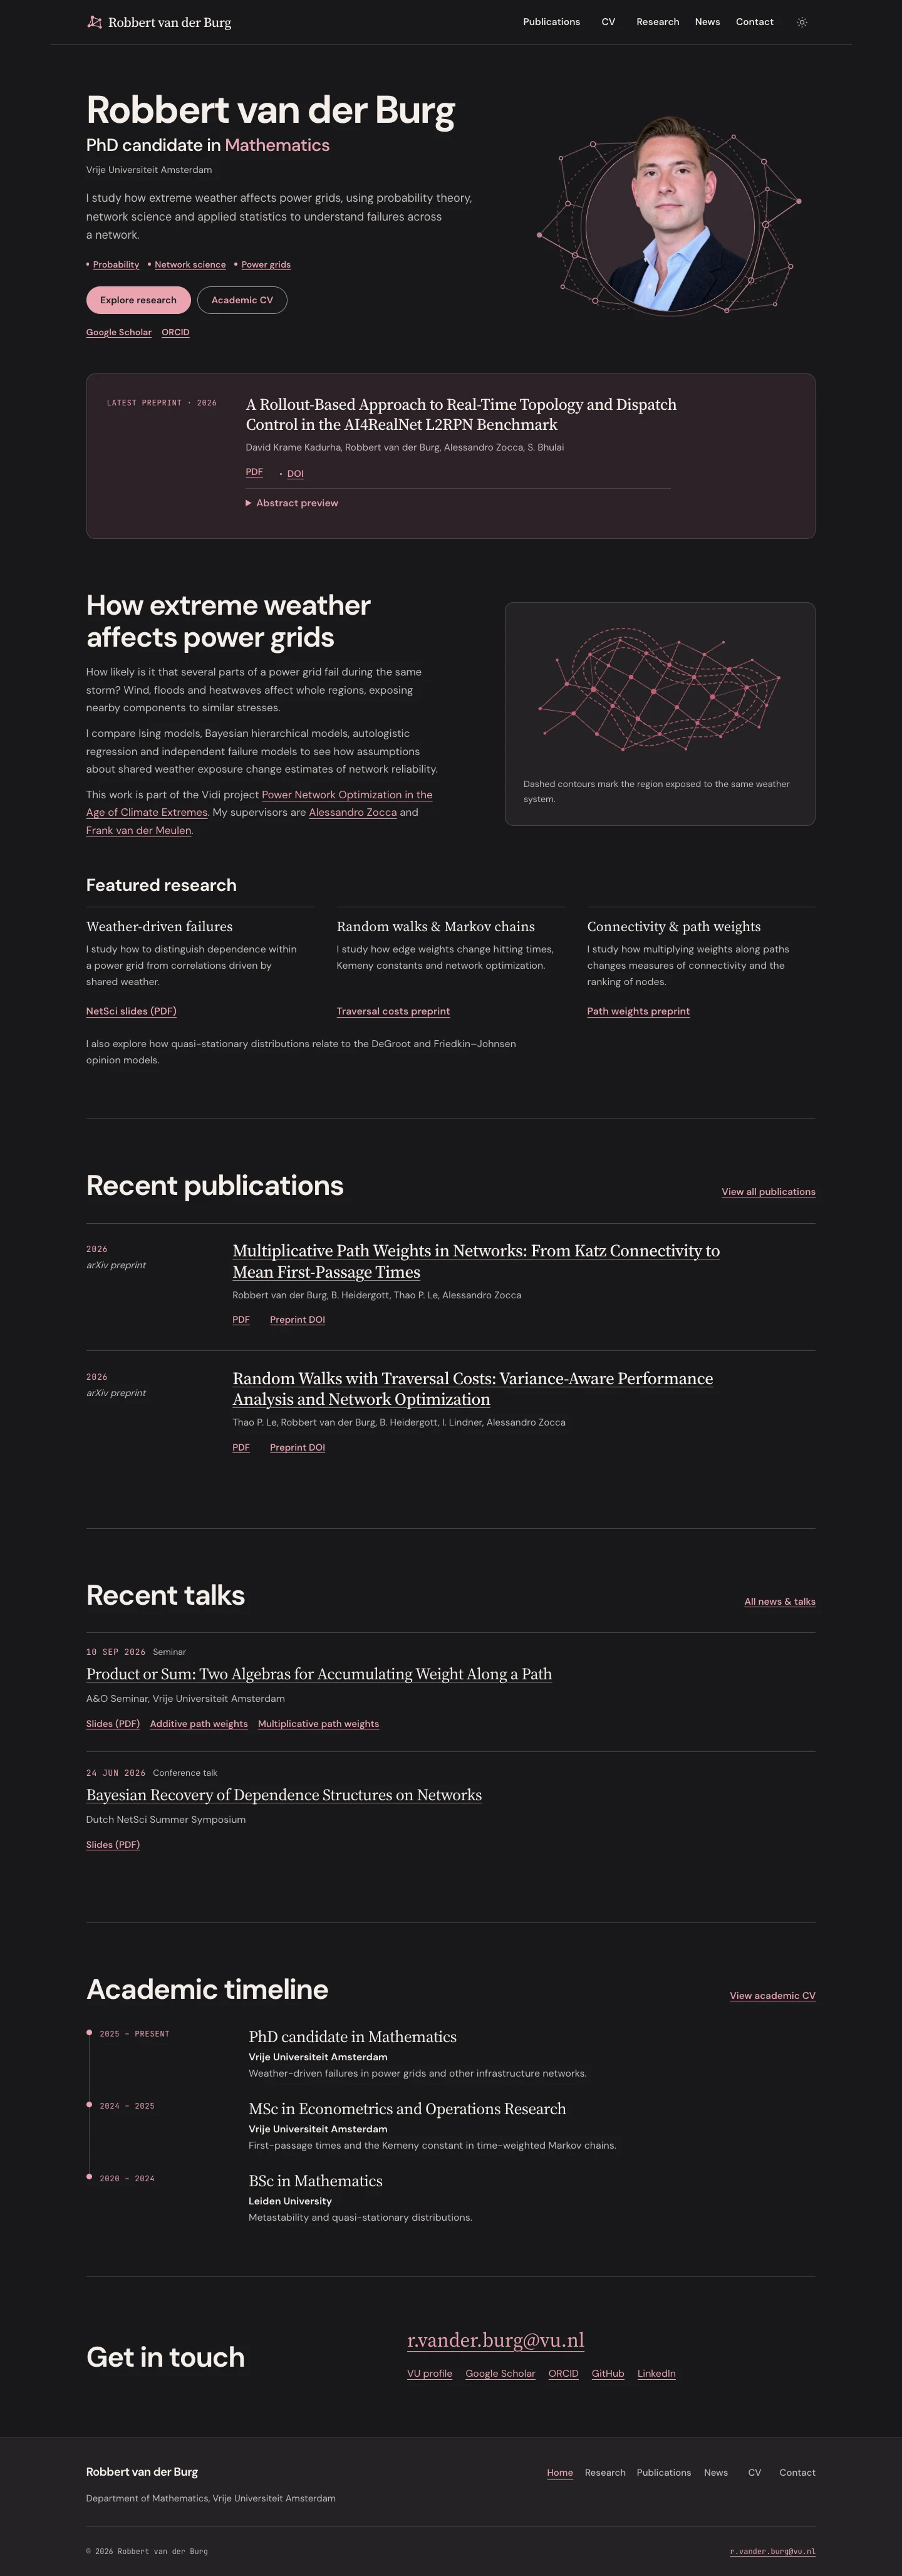 Robbert van der Burg
Publications CV Research News Contact
Robbert van der Burg
PhD candidate in Mathematics
Vrije Universiteit Amsterdam
I study how extreme weather affects power grids, using probability theory,
network science and applied statistics to understand failures across
a network.
Probability Network science Power grids
Explore research Academic CV
Google Scholar ORCID
LATEST PREPRINT · 2026
A Rollout-Based Approach to Real-Time Topology and Dispatch
Control in the AI4RealNet L2RPN Benchmark
David Krame Kadurha, Robbert van der Burg, Alessandro Zocca, S. Bhulai
PDF · DOI
Abstract preview
How extreme weather
affects power grids
How likely is it that several parts of a power grid fail during the same
storm? Wind, floods and heatwaves affect whole regions, exposing
nearby components to similar stresses.
I compare Ising models, Bayesian hierarchical models, autologistic
regression and independent failure models to see how assumptions
about shared weather exposure change estimates of network reliability.
This work is part of the Vidi project Power Network Optimization in the
Age of Climate Extremes. My supervisors are Alessandro Zocca and
Frank van der Meulen.
Dashed contours mark the region exposed to the same weather
system.
Featured research
Weather-driven failures
I study how to distinguish dependence within
a power grid from correlations driven by
shared weather.
NetSci slides (PDF)
Random walks & Markov chains
I study how edge weights change hitting times,
Kemeny constants and network optimization.
Traversal costs preprint
Connectivity & path weights
I study how multiplying weights along paths
changes measures of connectivity and the
ranking of nodes.
Path weights preprint
I also explore how quasi-stationary distributions relate to the DeGroot and Friedkin–Johnsen
opinion models.
Recent publications
View all publications
2026
arXiv preprint
Multiplicative Path Weights in Networks: From Katz Connectivity to
Mean First-Passage Times
Robbert van der Burg, B. Heidergott, Thao P. Le, Alessandro Zocca
PDF Preprint DOI
2026
arXiv preprint
Random Walks with Traversal Costs: Variance-Aware Performance
Analysis and Network Optimization
Thao P. Le, Robbert van der Burg, B. Heidergott, I. Lindner, Alessandro Zocca
PDF Preprint DOI
Recent talks
All news & talks
10 SEP 2026 Seminar
Product or Sum: Two Algebras for Accumulating Weight Along a Path
A&O Seminar, Vrije Universiteit Amsterdam
Slides (PDF) Additive path weights Multiplicative path weights
24 JUN 2026 Conference talk
Bayesian Recovery of Dependence Structures on Networks
Dutch NetSci Summer Symposium
Slides (PDF)
Academic timeline
View academic CV
2025 – PRESENT
PhD candidate in Mathematics
Vrije Universiteit Amsterdam
Weather-driven failures in power grids and other infrastructure networks.
2024 – 2025
MSc in Econometrics and Operations Research
Vrije Universiteit Amsterdam
First-passage times and the Kemeny constant in time-weighted Markov chains.
2020 – 2024
BSc in Mathematics
Leiden University
Metastability and quasi-stationary distributions.
Get in touch
r.vander.burg@vu.nl
VU profile Google Scholar ORCID GitHub LinkedIn
Robbert van der Burg
Home Research Publications News CV Contact
Department of Mathematics, Vrije Universiteit Amsterdam
© 2026 Robbert van der Burg
r.vander.burg@vu.nl